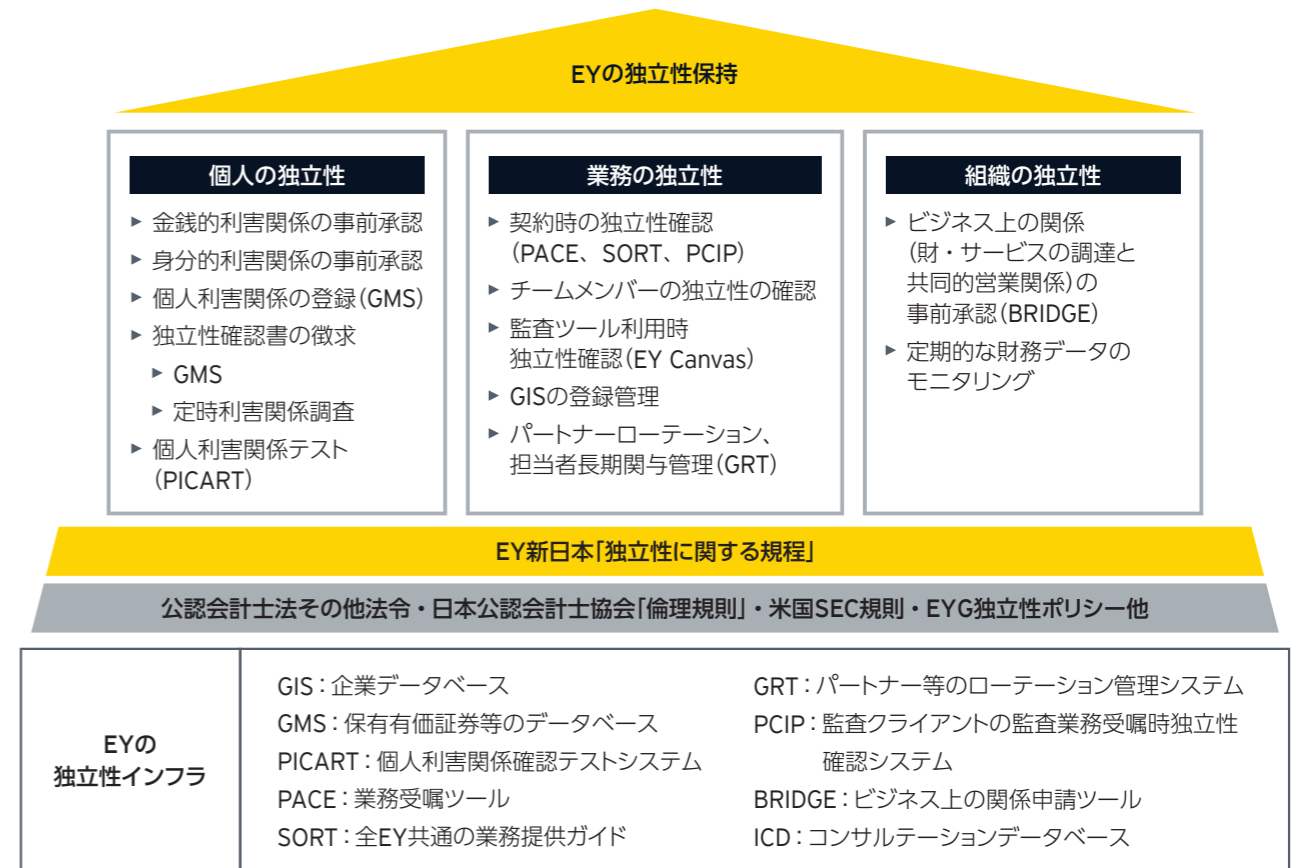 EYの独立性保持
個人の独立性
▶ 金銭的利害関係の事前承認
▶ 身分的利害関係の事前承認
▶ 個人利害関係の登録（GMS）
▶ 独立性確認書の徴求
▶ GMS
▶ 定時利害関係調査
▶ 個人利害関係テスト
（PICART）
業務の独立性
▶ 契約時の独立性確認
（PACE、SORT、PCIP）
▶ チームメンバーの独立性の確認
▶ 監査ツール利用時
独立性確認（EY Canvas）
▶ GISの登録管理
▶ パートナーローテーション、
担当者長期関与管理（GRT）
組織の独立性
▶ ビジネス上の関係
（財・サービスの調達と
共同的営業関係）の
事前承認（BRIDGE）
▶ 定期的な財務データの
モニタリング
EY新日本「独立性に関する規程」
公認会計士法その他法令・日本公認会計士協会「倫理規則」・米国SEC規則・EYG独立性ポリシー他
EYの
独立性インフラ
GIS：企業データベース
GMS：保有有価証券等のデータベース
PICART：個人利害関係確認テストシステム
PACE：業務受嘱ツール
SORT：全EY共通の業務提供ガイド
GRT：パートナー等のローテーション管理システム
PCIP：監査クライアントの監査業務受嘱時独立性
確認システム
BRIDGE：ビジネス上の関係申請ツール
ICD：コンサルテーションデータベース